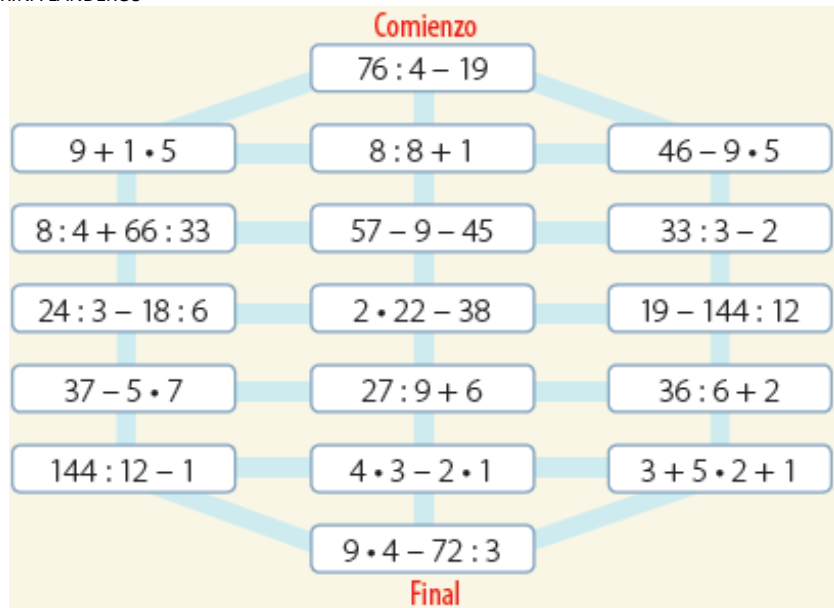 Comienzo
76 : 4 – 19
9 + 1 • 5
8 : 8 + 1
46 – 9 • 5
8 : 4 + 66 : 33
57 – 9 – 45
33 : 3 – 2
24 : 3 – 18 : 6
2 • 22 – 38
19 – 144 : 12
37 – 5 • 7
27 : 9 + 6
36 : 6 + 2
144 : 12 – 1
4 • 3 – 2 • 1
3 + 5 • 2 + 1
9 • 4 – 72 : 3
Final